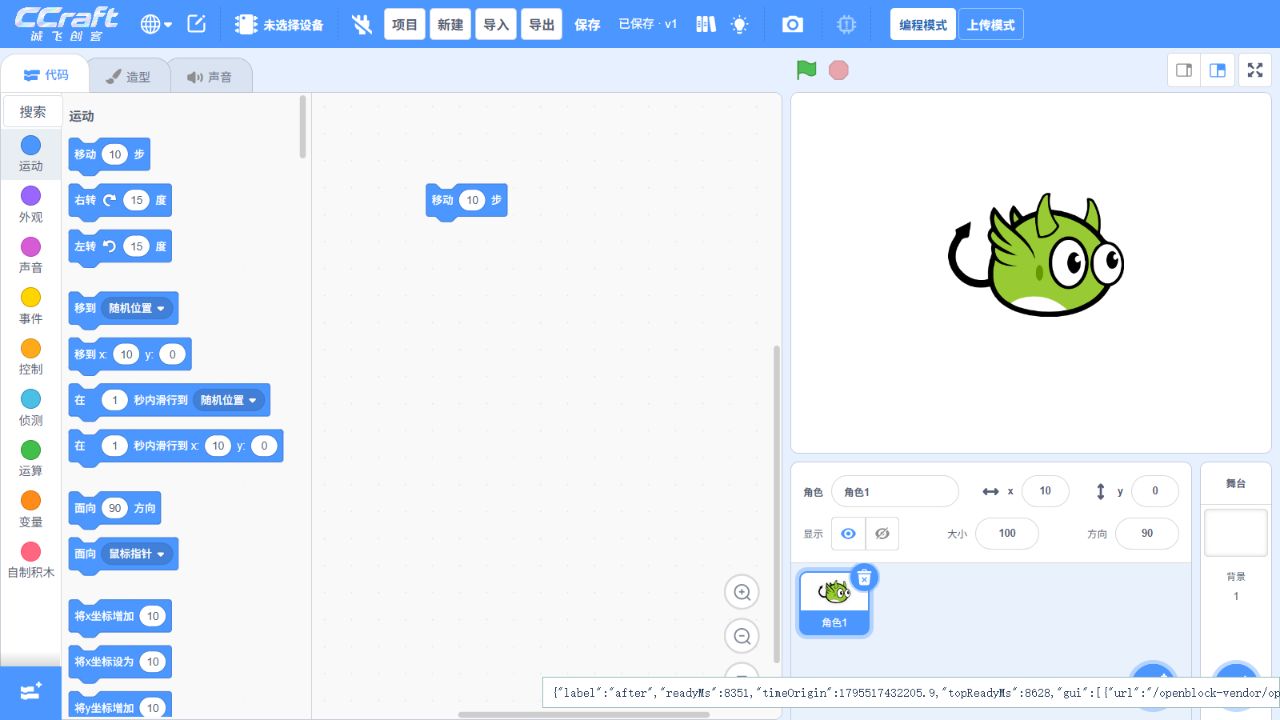 CCraft
诚飞创客
未选择设备
项目
新建
导入
导出
保存
已保存 · v1
编程模式
上传模式
代码
造型
声音
搜索
运动
外观
声音
事件
控制
侦测
运算
变量
自制积木
运动
移动 10 步
右转 15 度
左转 15 度
移到 随机位置
移到 x: 10 y: 0
在 1 秒内滑行到 随机位置
在 1 秒内滑行到 x: 10 y: 0
面向 90 方向
面向 鼠标指针
将x坐标增加 10
将x坐标设为 10
将y坐标增加 10
移动 10 步
角色 角色1 x 10 y 0
显示 大小 100 方向 90
角色1
舞台
背景
1
{"label":"after","readyMs":8351,"timeOrigin":1795517432205.9,"topReadyMs":8628,"gui":[{"url":"/openblock-vendor/op